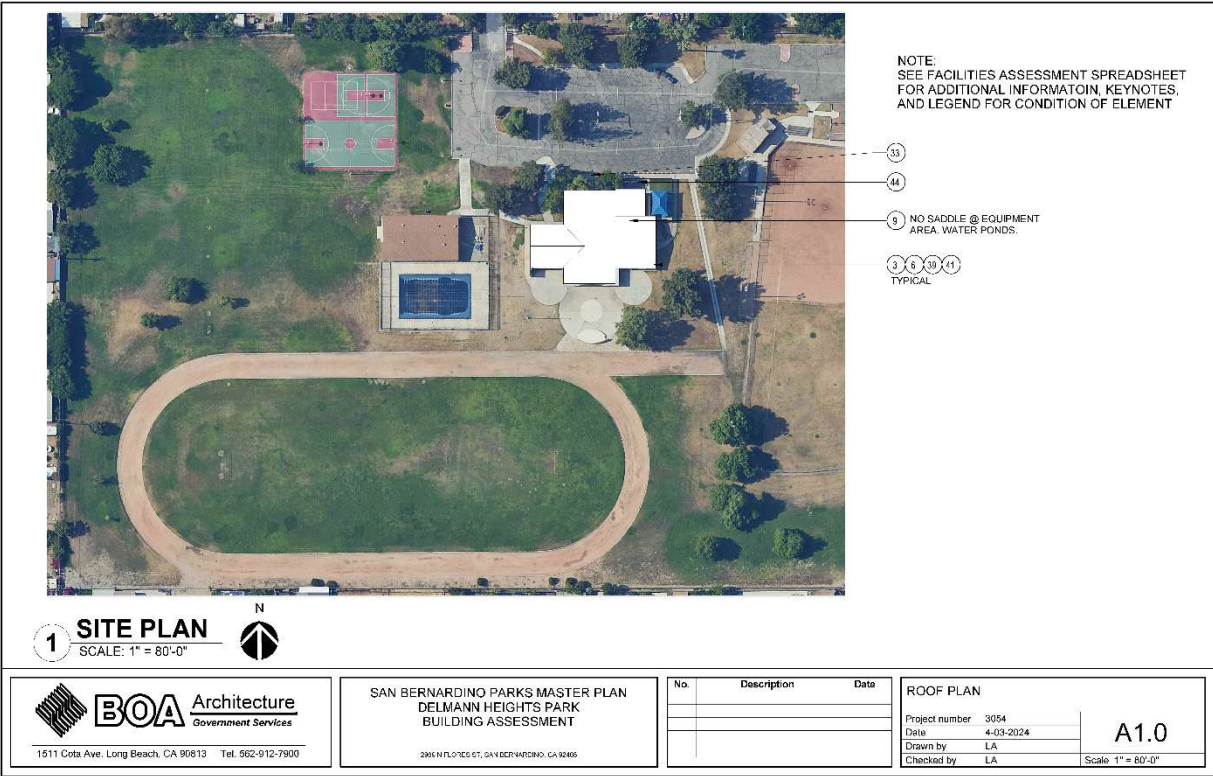 NOTE:
SEE FACILITIES ASSESSMENT SPREADSHEET
FOR ADDITIONAL INFORMATOIN, KEYNOTES,
AND LEGEND FOR CONDITION OF ELEMENT
33
44
9 NO SADDLE @ EQUIPMENT
AREA. WATER PONDS.
3 6 39 41
TYPICAL
1 SITE PLAN
SCALE: 1" = 80'-0"
N
BOA Architecture
Government Services
1511 Cota Ave. Long Beach, CA 90813 Tel. 562-912-7900
SAN BERNARDINO PARKS MASTER PLAN
DELMANN HEIGHTS PARK
BUILDING ASSESSMENT
N FLORES ST, SAN BERNARDINO, CA
No. Description Date
ROOF PLAN
Project number 3054
Date 4-03-2024
Drawn by LA
Checked by LA
A1.0
Scale 1" = 80'-0"